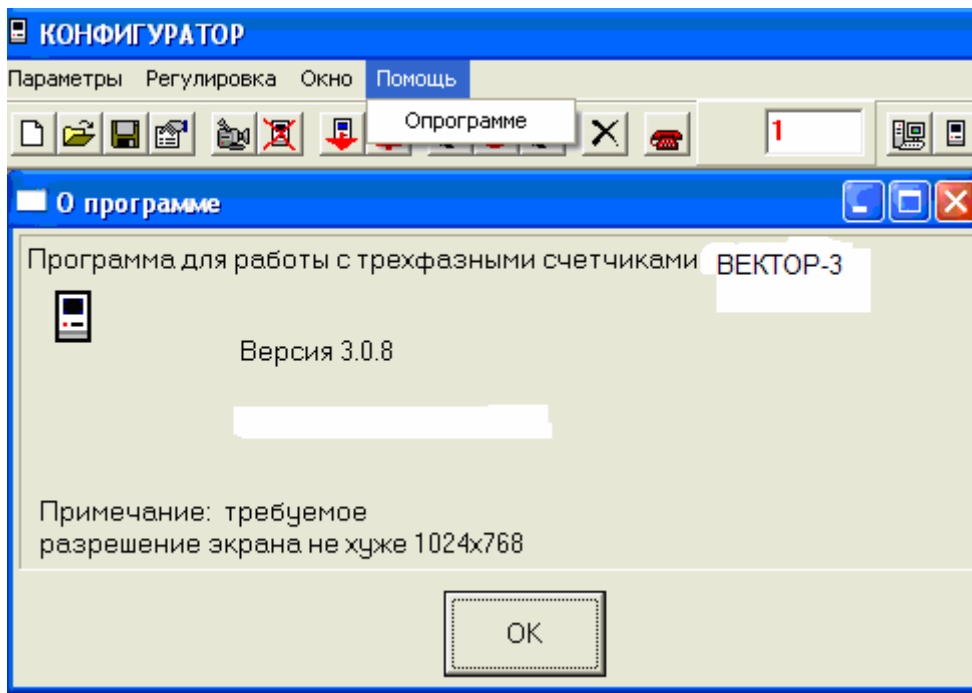 КОНФИГУРАТОР
Параметры Регулировка Окно Помощь
Опрограмме
1
О программе
Программа для работы с трехфазными счетчиками ВЕКТОР-3
Версия 3.0.8
Примечание: требуемое
разрешение экрана не хуже 1024x768
OK